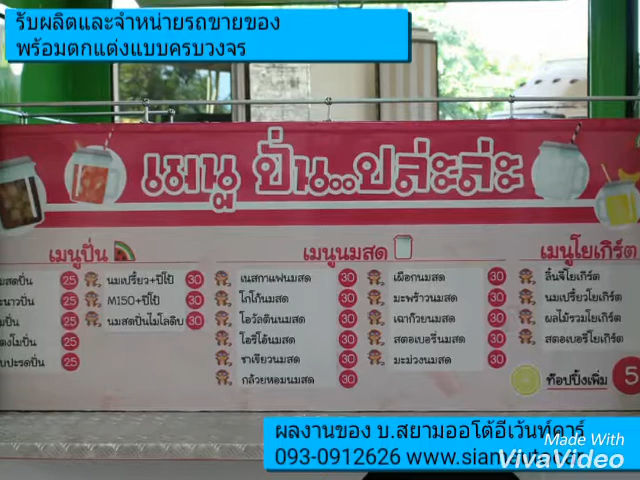 รับผลิตและจำหน่ายรถขายของ
พร้อมตกแต่งแบบครบวงจร
เมนู ปั่น..ปล่ะล่ะ
เมนูปั่น
25
25
25
25
25
นมเปรี้ยว+ปีโป้ 30
M150+ปีโป้ 30
นมสดปั่นไมโลดิบ 30
เมนูนมสด
เนสกาแฟนมสด 30
โกโก้นมสด 30
โอวัลตินนมสด 30
โอรีโอ้นมสด 30
ชาเขียวนมสด 30
กล้วยหอมนมสด 30
เผือกนมสด 30
มะพร้าวนมสด 30
เฉาก๊วยนมสด 30
สตอเบอรี่นมสด 30
มะม่วงนมสด 30
เมนูโยเกิร์ต
ลิ้นจี่โยเกิร์ต
นมเปรี้ยวโยเกิร์ต
ผลไม้รวมโยเกิร์ต
สตอเบอรี่โยเกิร์ต
ท๊อปปิ้งเพิ่ม 5
ผลงานของ บ.สยามออโต้อีเว้นท์คาร์
093-0912626
Made With
VivaVideo